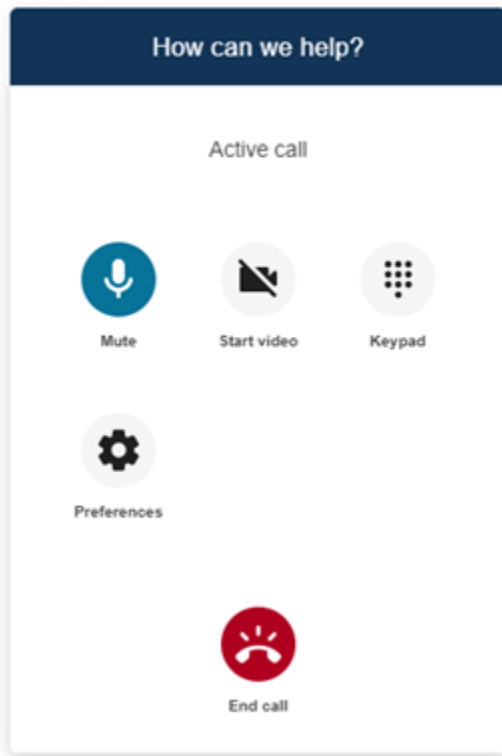 How can we help?
Active call
Mute
Start video
Keypad
Preferences
End call